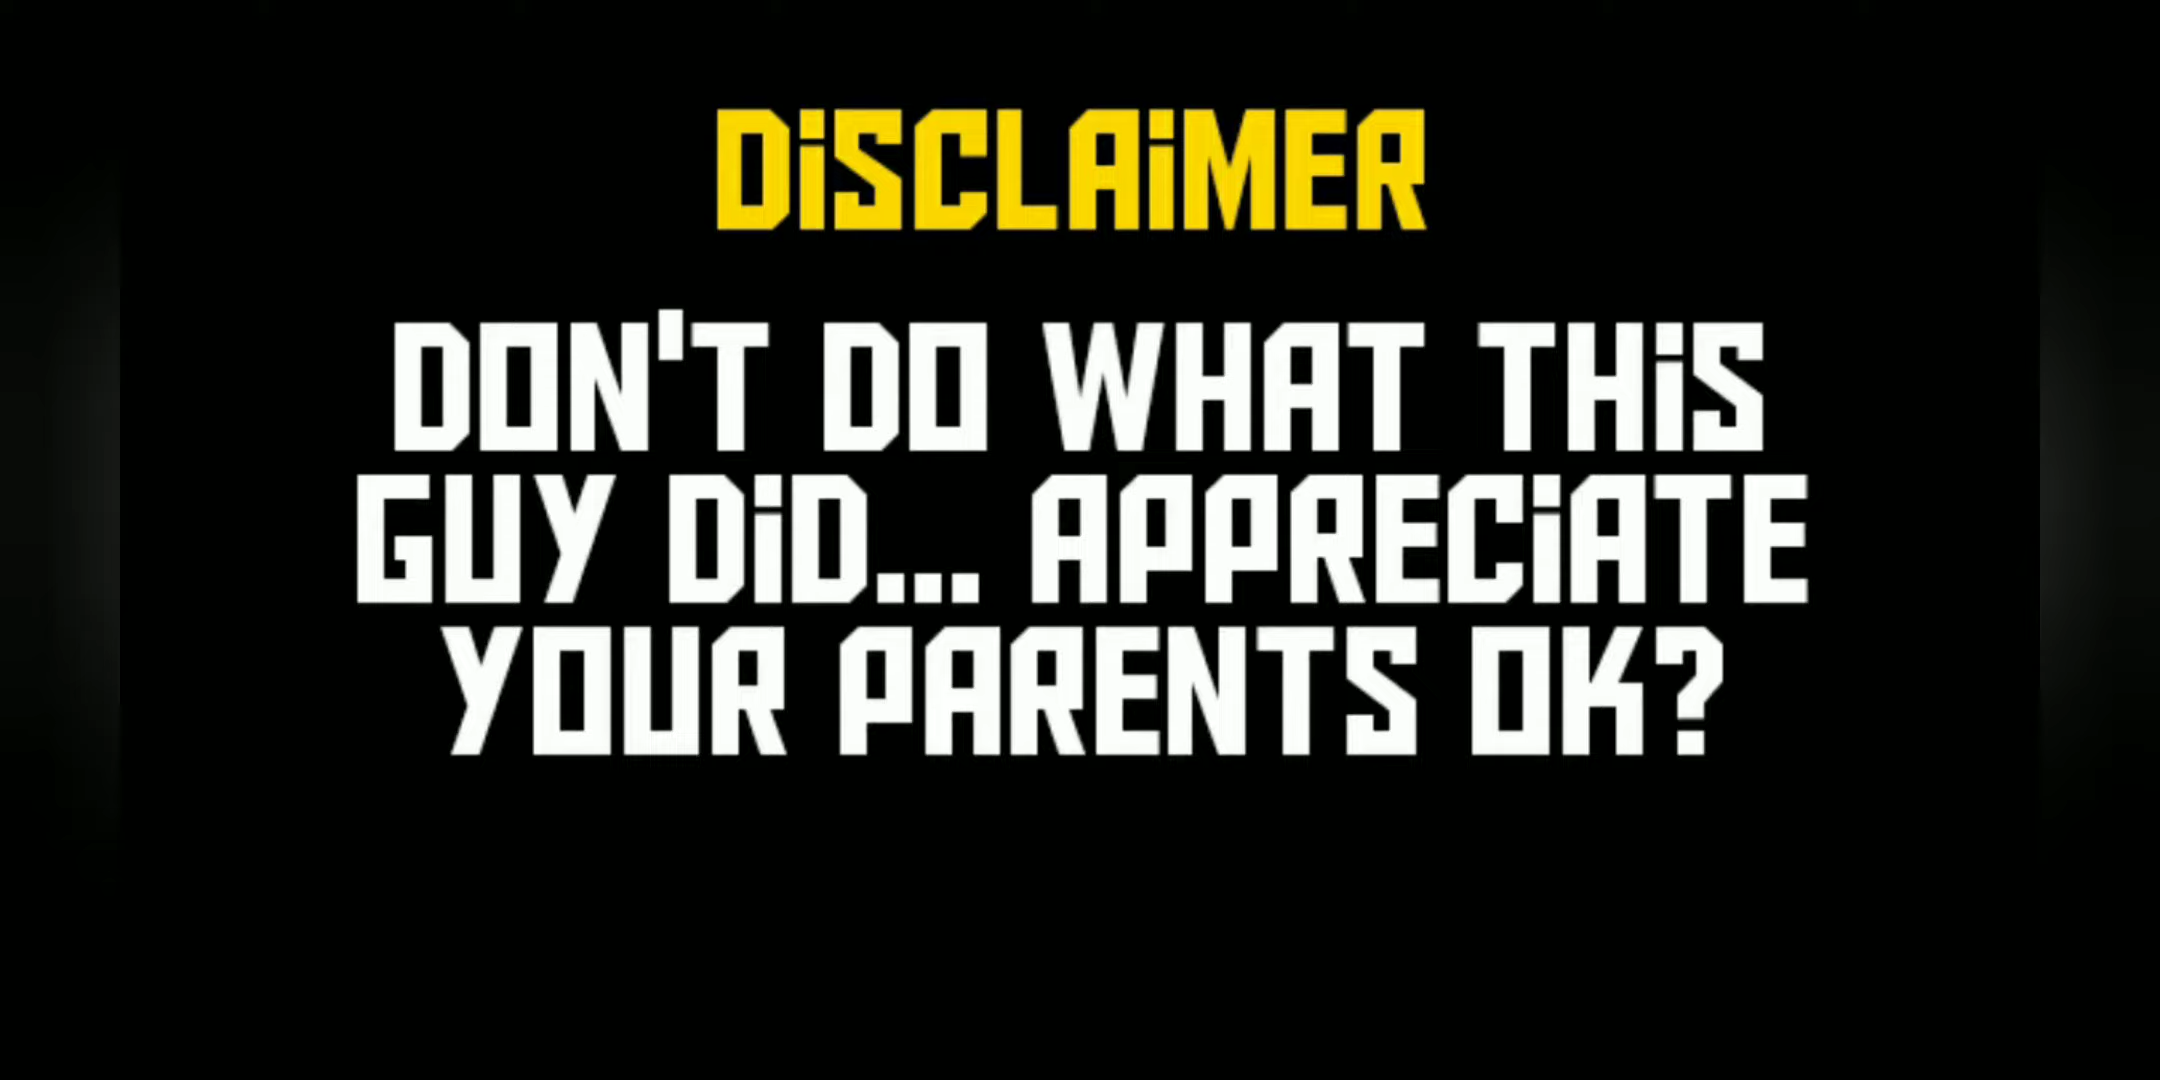 DiSCLAiMER
DON'T DO WHAT THiS
GUY DiD... APPRECiATE
YOUR PARENTS OK?